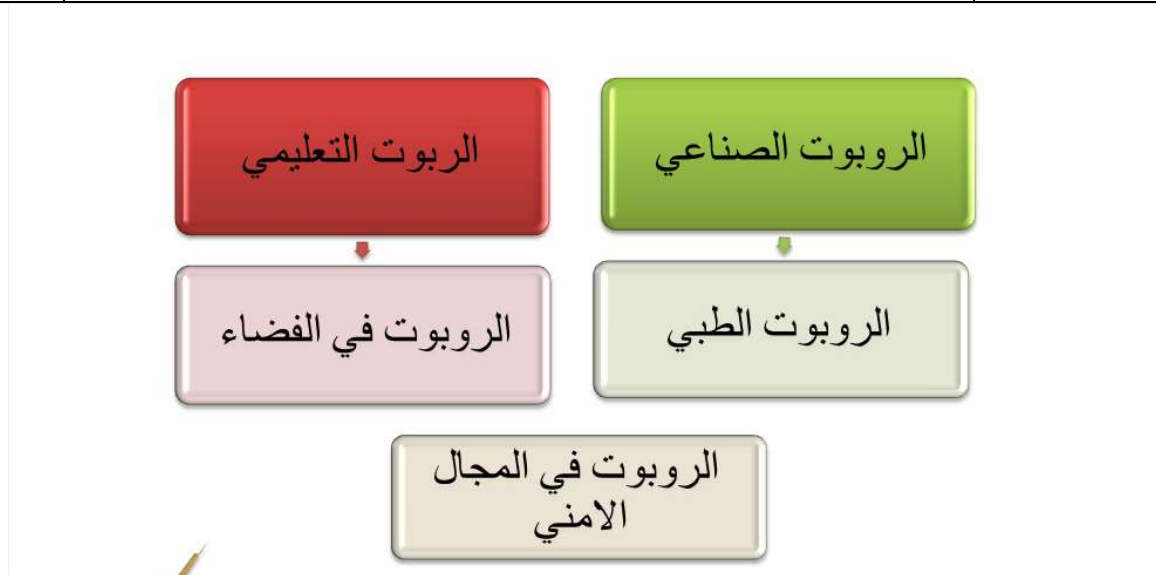 الروبوت الصناعي
الربوت التعليمي
الروبوت الطبي
الروبوت في الفضاء
الروبوت في المجال
الامني